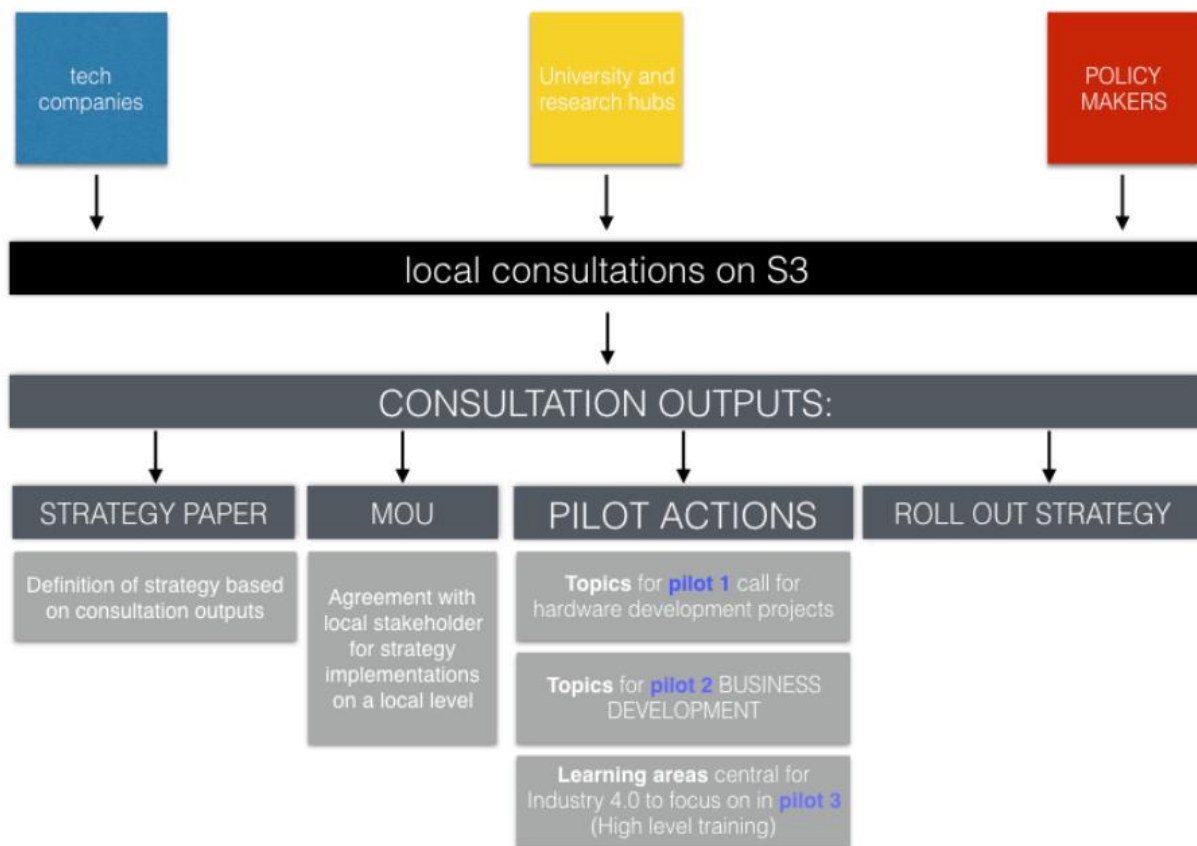 tech
companies
University and
research hubs
POLICY
MAKERS
local consultations on S3
CONSULTATION OUTPUTS:
STRATEGY PAPER
MOU
PILOT ACTIONS
ROLL OUT STRATEGY
Definition of strategy based
on consultation outputs
Agreement with
local stakeholder
for strategy
implementations
on a local level
Topics for pilot 1 call for
hardware development projects
Topics for pilot 2 BUSINESS
DEVELOPMENT
Learning areas central for
Industry 4.0 to focus on in pilot 3
(High level training)